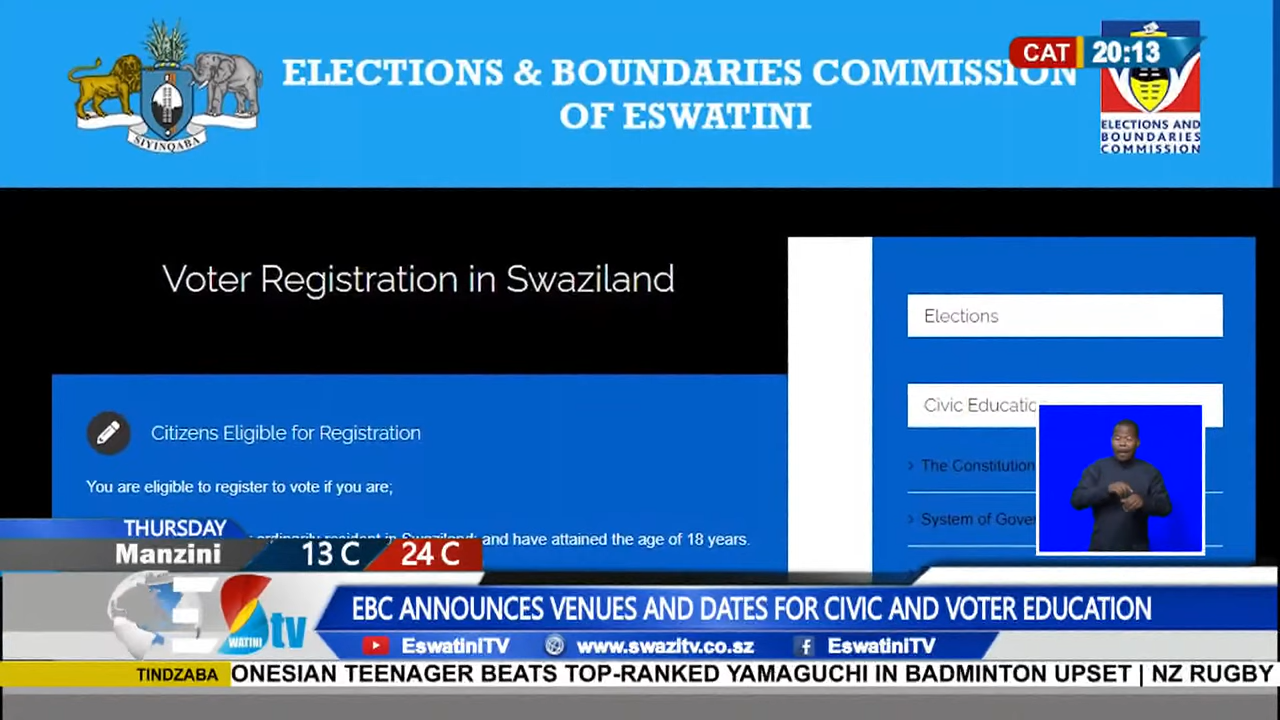 ELECTIONS & BOUNDARIES COMMISSION
OF ESWATINI
SIYINQABA
CAT 20:13
ELECTIONS AND
BOUNDARIES
COMMISSION
Voter Registration in Swaziland
Elections
Civic Educatio
Citizens Eligible for Registration
The Constitution
You are eligible to register to vote if you are;
System of Gover
ordinarily resident in Swaziland; and have attained the age of 18 years.
THURSDAY
Manzini 13 C 24 C
E
WATINI
tv
EBC ANNOUNCES VENUES AND DATES FOR CIVIC AND VOTER EDUCATION
EswatiniTV www.swazitv.co.sz EswatiniTV
TINDZABA ONESIAN TEENAGER BEATS TOP-RANKED YAMAGUCHI IN BADMINTON UPSET | NZ RUGBY